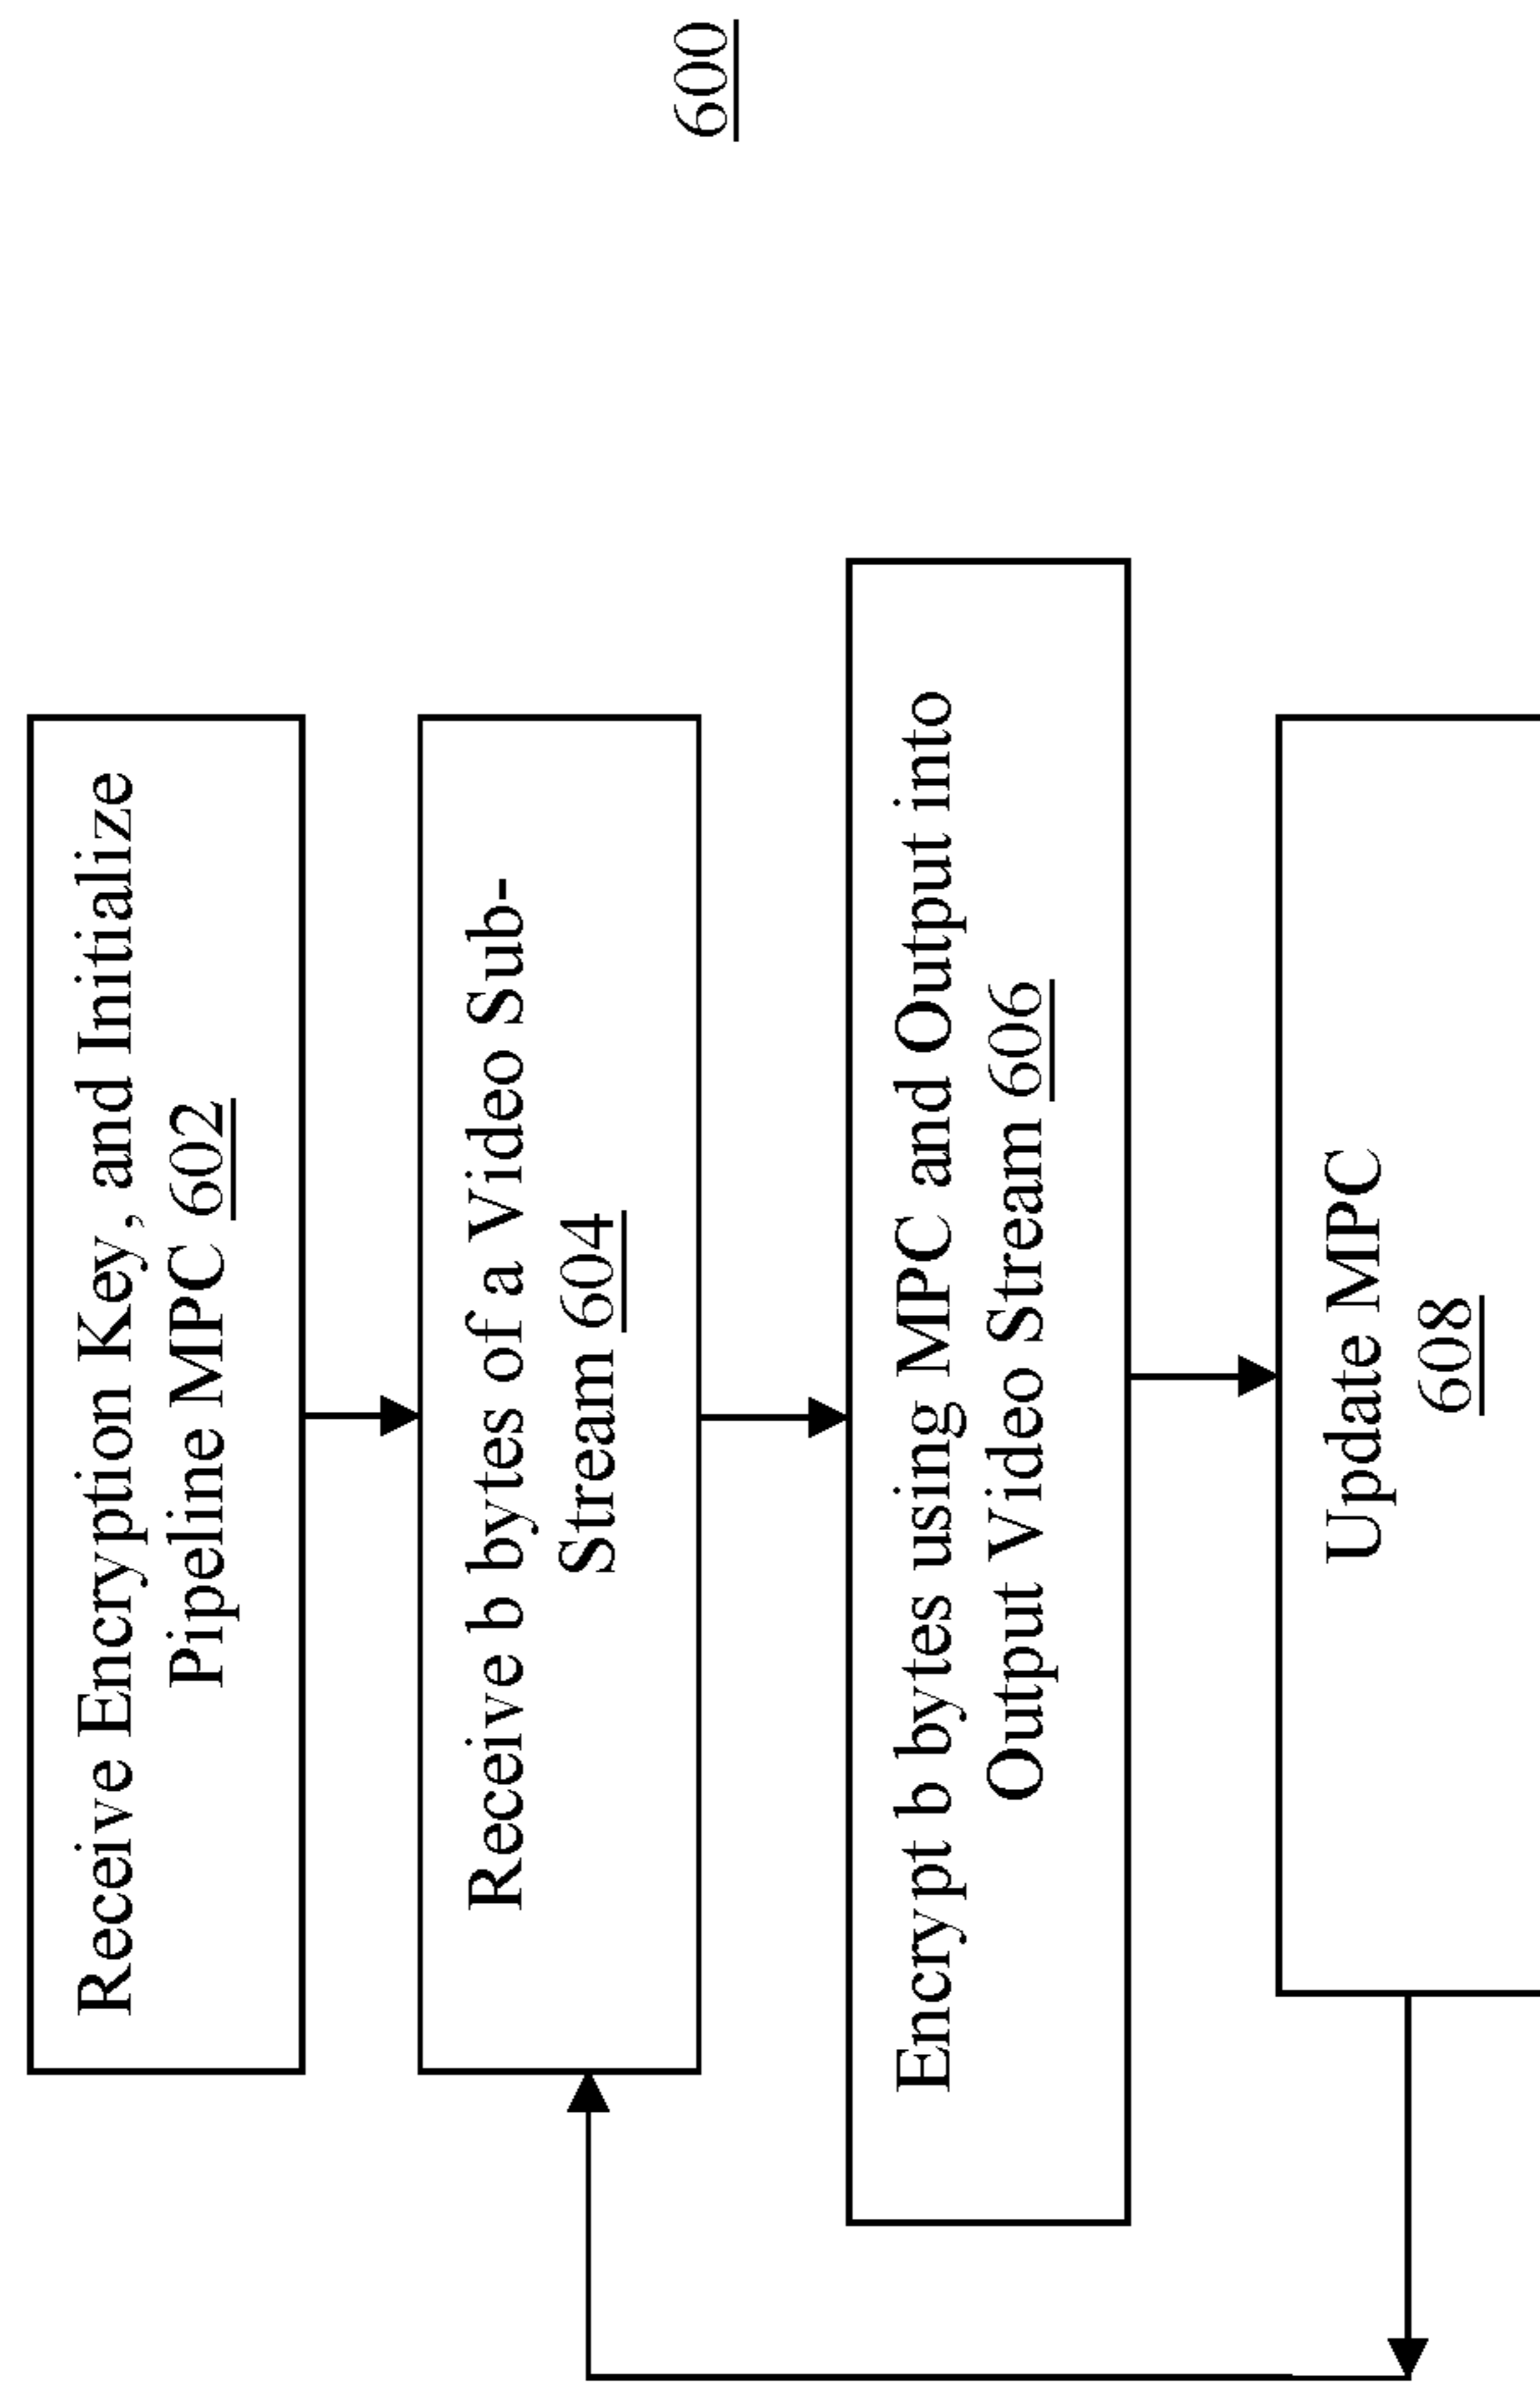 Receive Encryption Key, and Initialize
Pipeline MPC 602
Receive b bytes of a Video Sub-
Stream 604
Encrypt b bytes using MPC and Output into
Output Video Stream 606
Update MPC
608
600